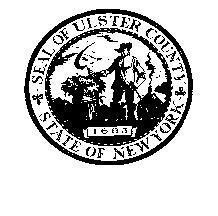 SEAL OF ULSTER COUNTY
STATE OF NEW YORK
1683